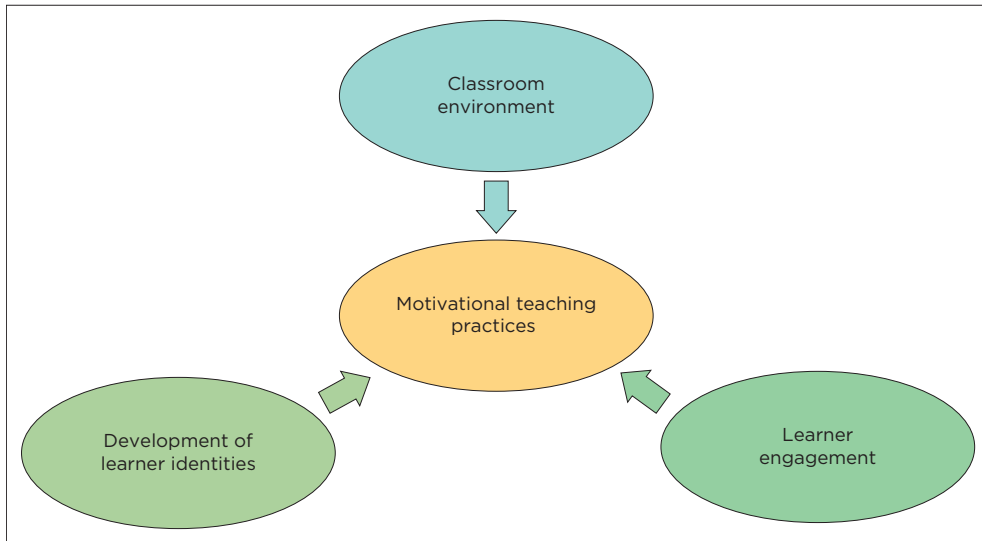 Classroom
environment
Motivational teaching
practices
Development of
learner identities
Learner
engagement